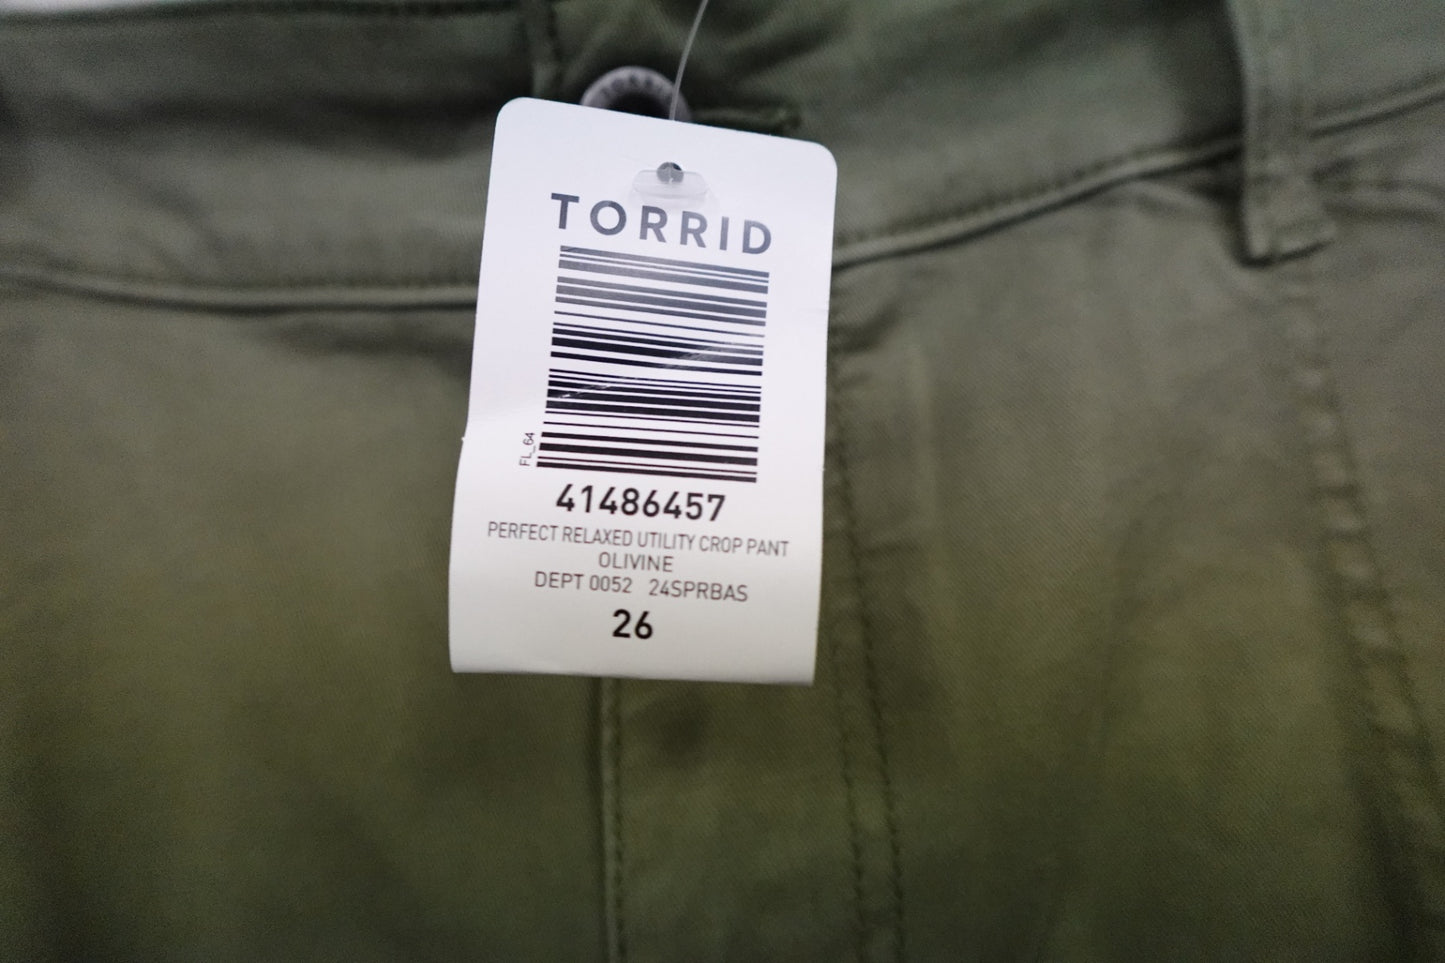 TORRID
FL_64
41486457
PERFECT RELAXED UTILITY CROP PANT
OLIVINE
DEPT 0052 24SPRBAS
26